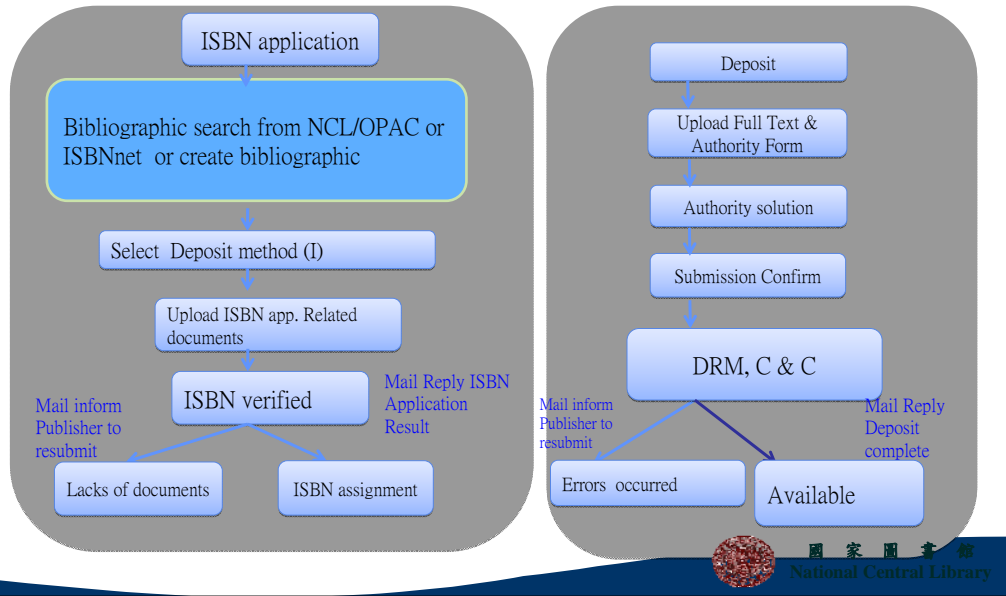 ISBN application
Bibliographic search from NCL/OPAC or
ISBNnet or create bibliographic
Select Deposit method (I)
Upload ISBN app. Related
documents
ISBN verified
Mail Reply ISBN
Application
Result
Mail inform
Publisher to
resubmit
Lacks of documents
ISBN assignment
Deposit
Upload Full Text &
Authority Form
Authority solution
Submission Confirm
DRM, C & C
Mail inform
Publisher to
resubmit
Mail Reply
Deposit
complete
Errors occurred
Available
國家圖書館
National Central Library